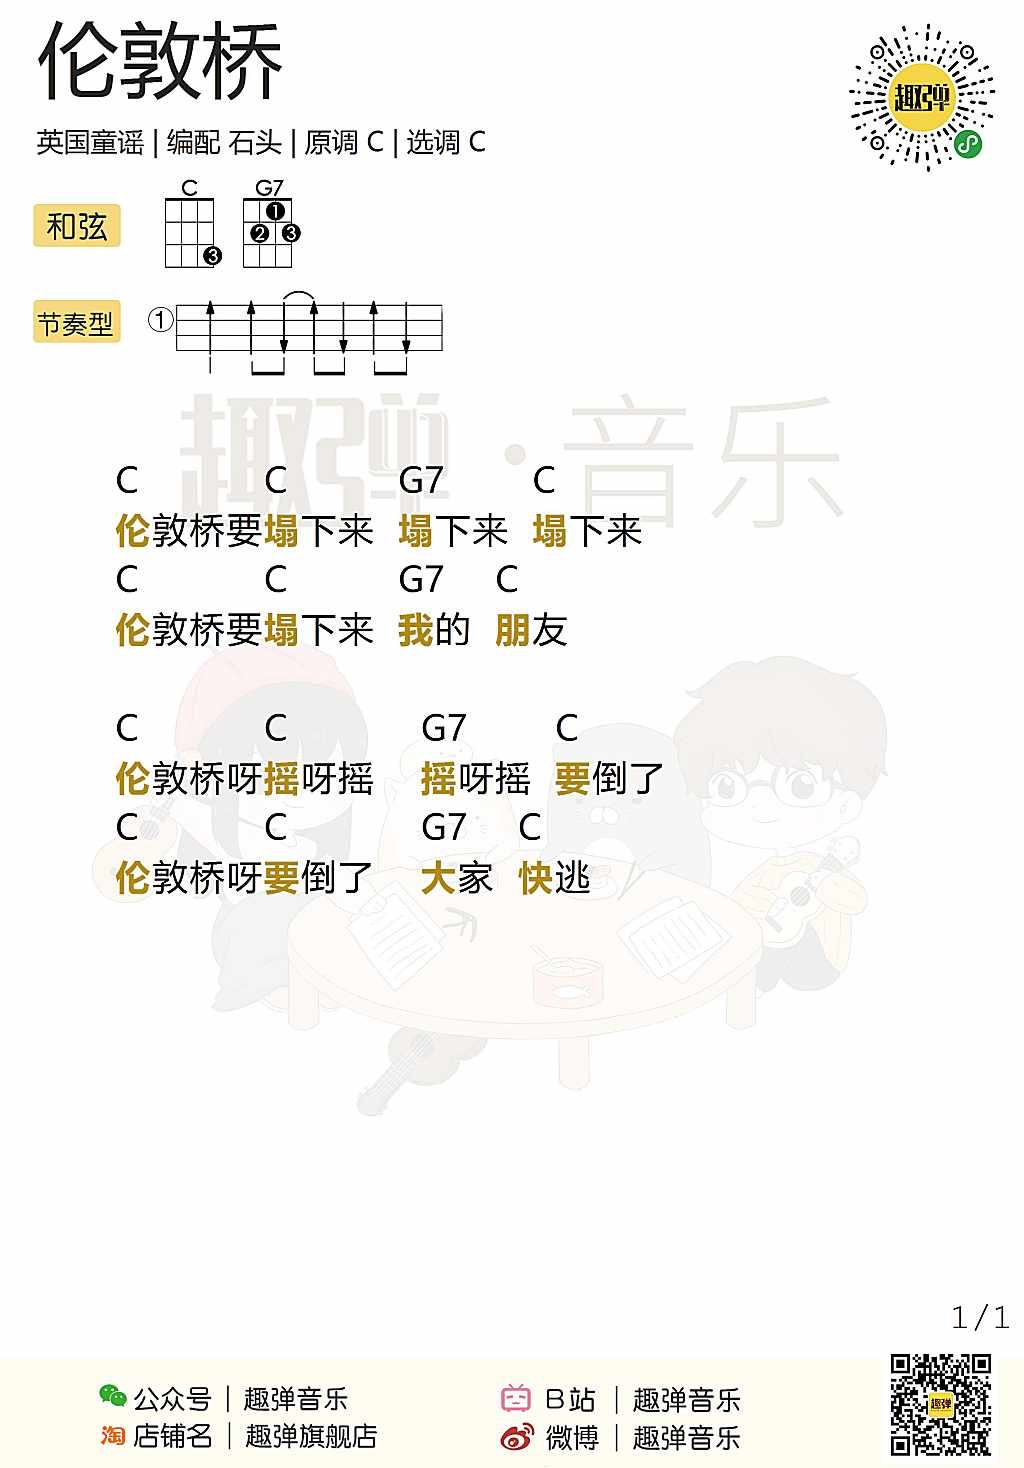 伦敦桥
趣弹
英国童谣 | 编配 石头 | 原调 C | 选调 C
和弦
C G7
3 1 2 3
节奏型
①
趣弹·音乐
C C G7 C
伦敦桥要塌下来 塌下来 塌下来
C C G7 C
伦敦桥要塌下来 我的 朋友
C C G7 C
伦敦桥呀摇呀摇 摇呀摇 要倒了
C C G7 C
伦敦桥呀要倒了 大家 快逃
1/1
公众号 | 趣弹音乐
B站 | 趣弹音乐
趣弹
淘 店铺名 | 趣弹旗舰店
微博 | 趣弹音乐